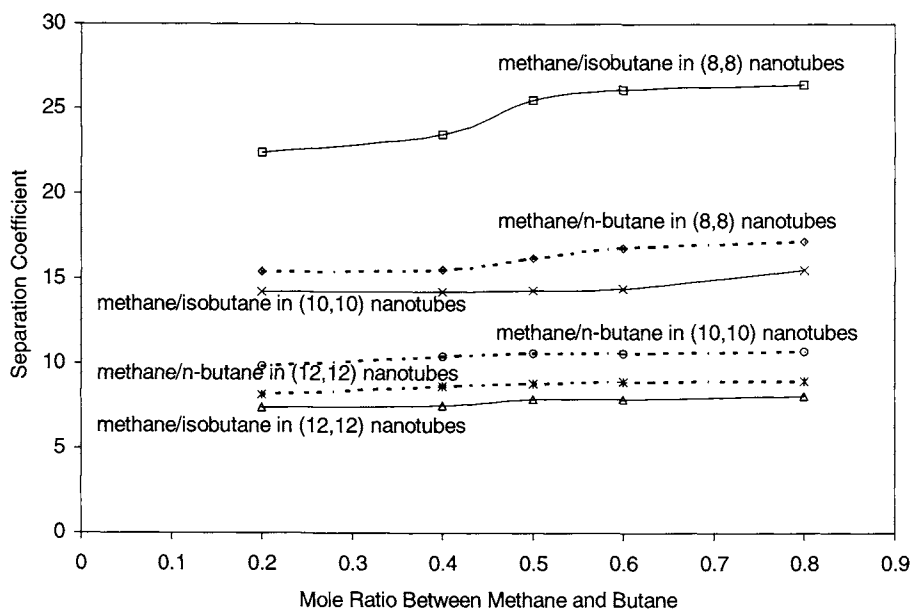 30
methane/isobutane in (8,8) nanotubes
25
20
methane/n-butane in (8,8) nanotubes
15
methane/isobutane in (10,10) nanotubes
methane/n-butane in (10,10) nanotubes
10
methane/n-butane in (12,12) nanotubes
methane/isobutane in (12,12) nanotubes
5
0
Separation Coefficient
0 0.1 0.2 0.3 0.4 0.5 0.6 0.7 0.8 0.9
Mole Ratio Between Methane and Butane